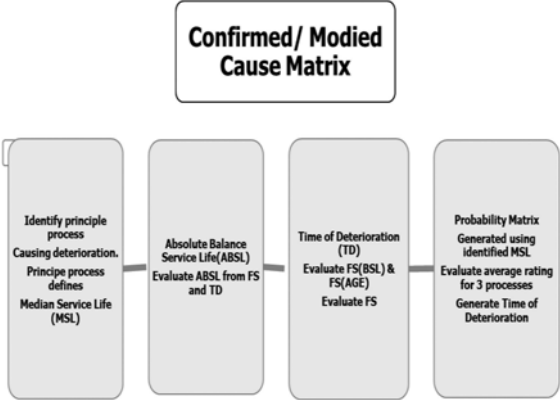 Confirmed/ Modied
Cause Matrix
Identify principle
process
Causing deterioration.
Principe process
defines
Median Service Life
(MSL)
Absolute Balance
Service Life(ABSL)
Evaluate ABSL from FS
and TD
Time of Deterioration
(TD)
Evaluate FS(BSL) &
FS(AGE)
Evaluate FS
Probability Matrix
Generated using
identified MSL
Evaluate average rating
for 3 processes
Generate Time of
Deterioration